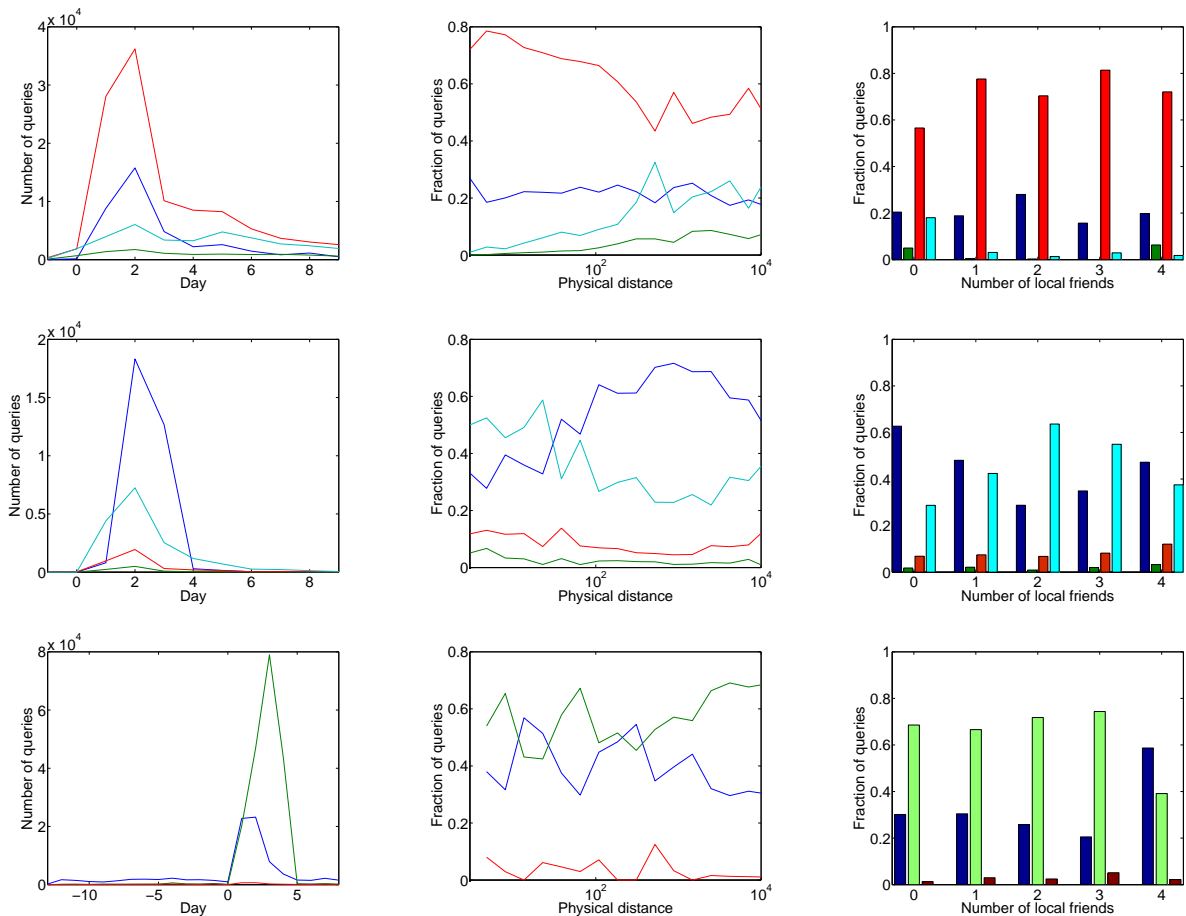 x 10^4
4
3
2
1
0
0 2 4 6 8
Day
Number of queries
0.8
0.6
0.4
0.2
0
10^2 10^4
Physical distance
Fraction of queries
1
0.8
0.6
0.4
0.2
0
0 1 2 3 4
Number of local friends
Fraction of queries
x 10^4
2
1.5
1
0.5
0
0 2 4 6 8
Day
Number of queries
0.8
0.6
0.4
0.2
0
10^2 10^4
Physical distance
Fraction of queries
1
0.8
0.6
0.4
0.2
0
0 1 2 3 4
Number of local friends
Fraction of queries
x 10^4
8
6
4
2
0
−10 −5 0 5
Day
Number of queries
0.8
0.6
0.4
0.2
0
10^2 10^4
Physical distance
Fraction of queries
1
0.8
0.6
0.4
0.2
0
0 1 2 3 4
Number of local friends
Fraction of queries